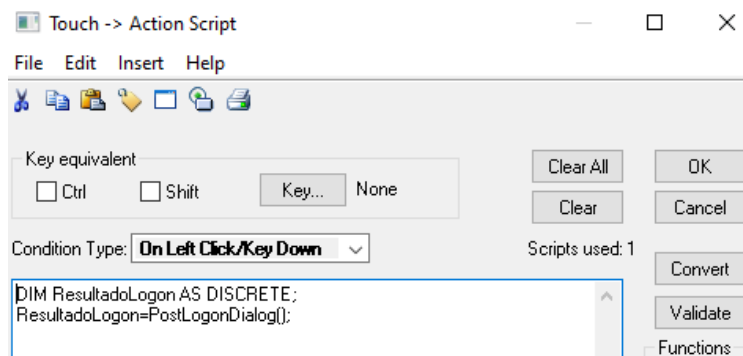 Touch -> Action Script
File Edit Insert Help
Key equivalent
Ctrl Shift Key... None
Clear All OK
Clear Cancel
Condition Type: On Left Click/Key Down Scripts used: 1
Convert
DIM ResultadoLogon AS DISCRETE;
ResultadoLogon=PostLogonDialog();
Validate
Functions